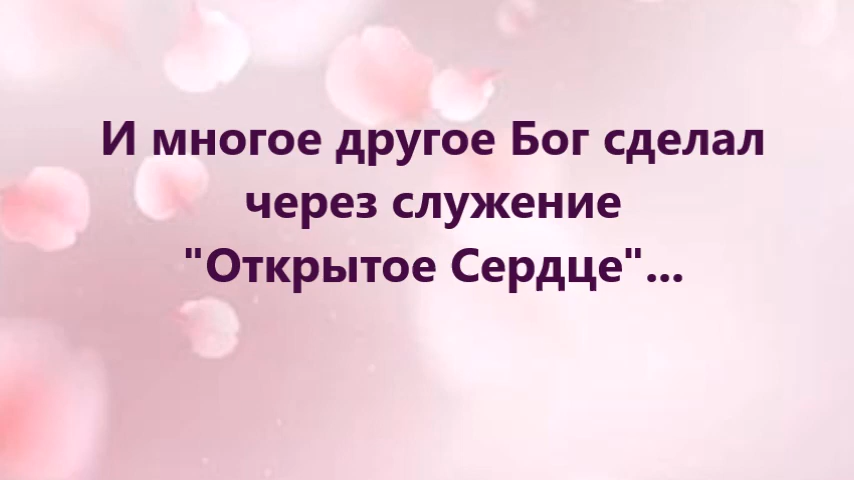 И многое другое Бог сделал
через служение
"Открытое Сердце"...